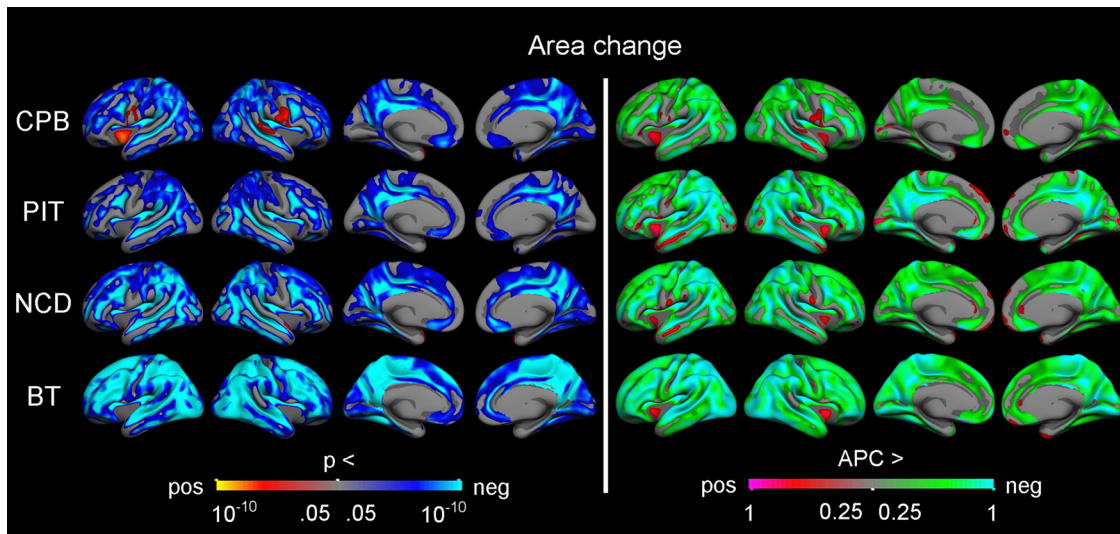 Area change
CPB
PIT
NCD
BT
p <
pos neg
10⁻¹⁰ .05 .05 10⁻¹⁰
APC >
pos neg
1 0.25 0.25 1